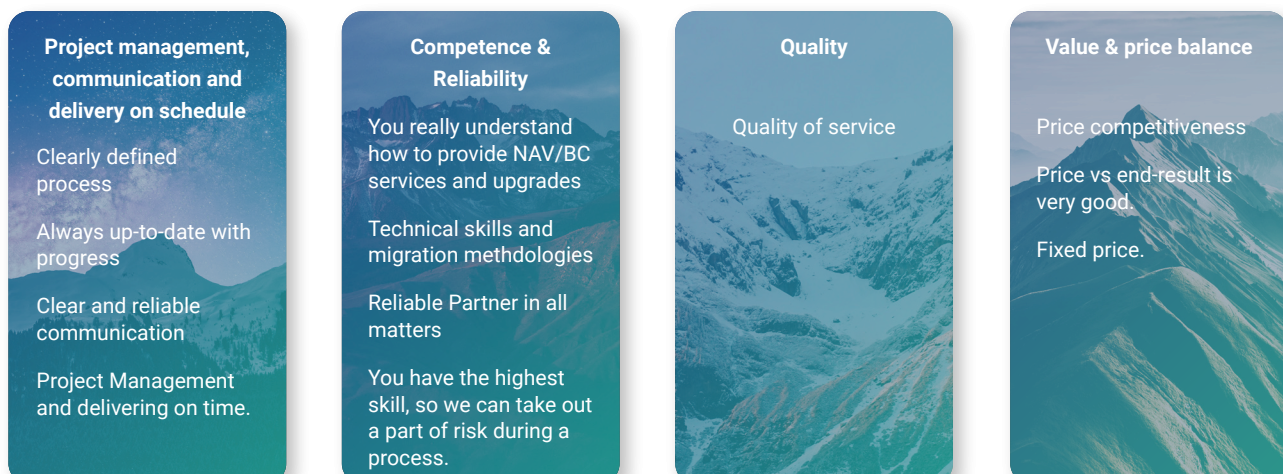 Project management,
communication and
delivery on schedule
Clearly defined
process
Always up-to-date with
progress
Clear and reliable
communication
Project Management
and delivering on time.
Competence &
Reliability
You really understand
how to provide NAV/BC
services and upgrades
Technical skills and
migration methdologies
Reliable Partner in all
matters
You have the highest
skill, so we can take out
a part of risk during a
process.
Quality
Quality of service
Value & price balance
Price competitiveness
Price vs end-result is
very good.
Fixed price.